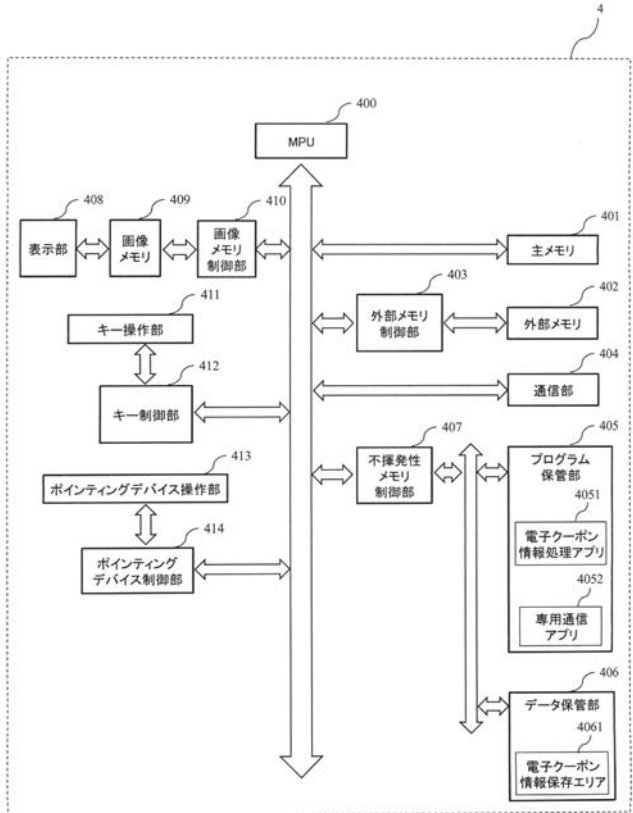 4
400
MPU
408
409
410
表示部
画像
メモリ
画像
メモリ
制御部
401
主メモリ
403
外部メモリ
制御部
402
外部メモリ
411
キー操作部
412
キー制御部
404
通信部
407
不揮発性
メモリ
制御部
405
プログラム
保管部
4051
電子クーポン
情報処理アプリ
4052
専用通信
アプリ
413
ポインティングデバイス操作部
414
ポインティング
デバイス制御部
406
データ保管部
4061
電子クーポン
情報保存エリア